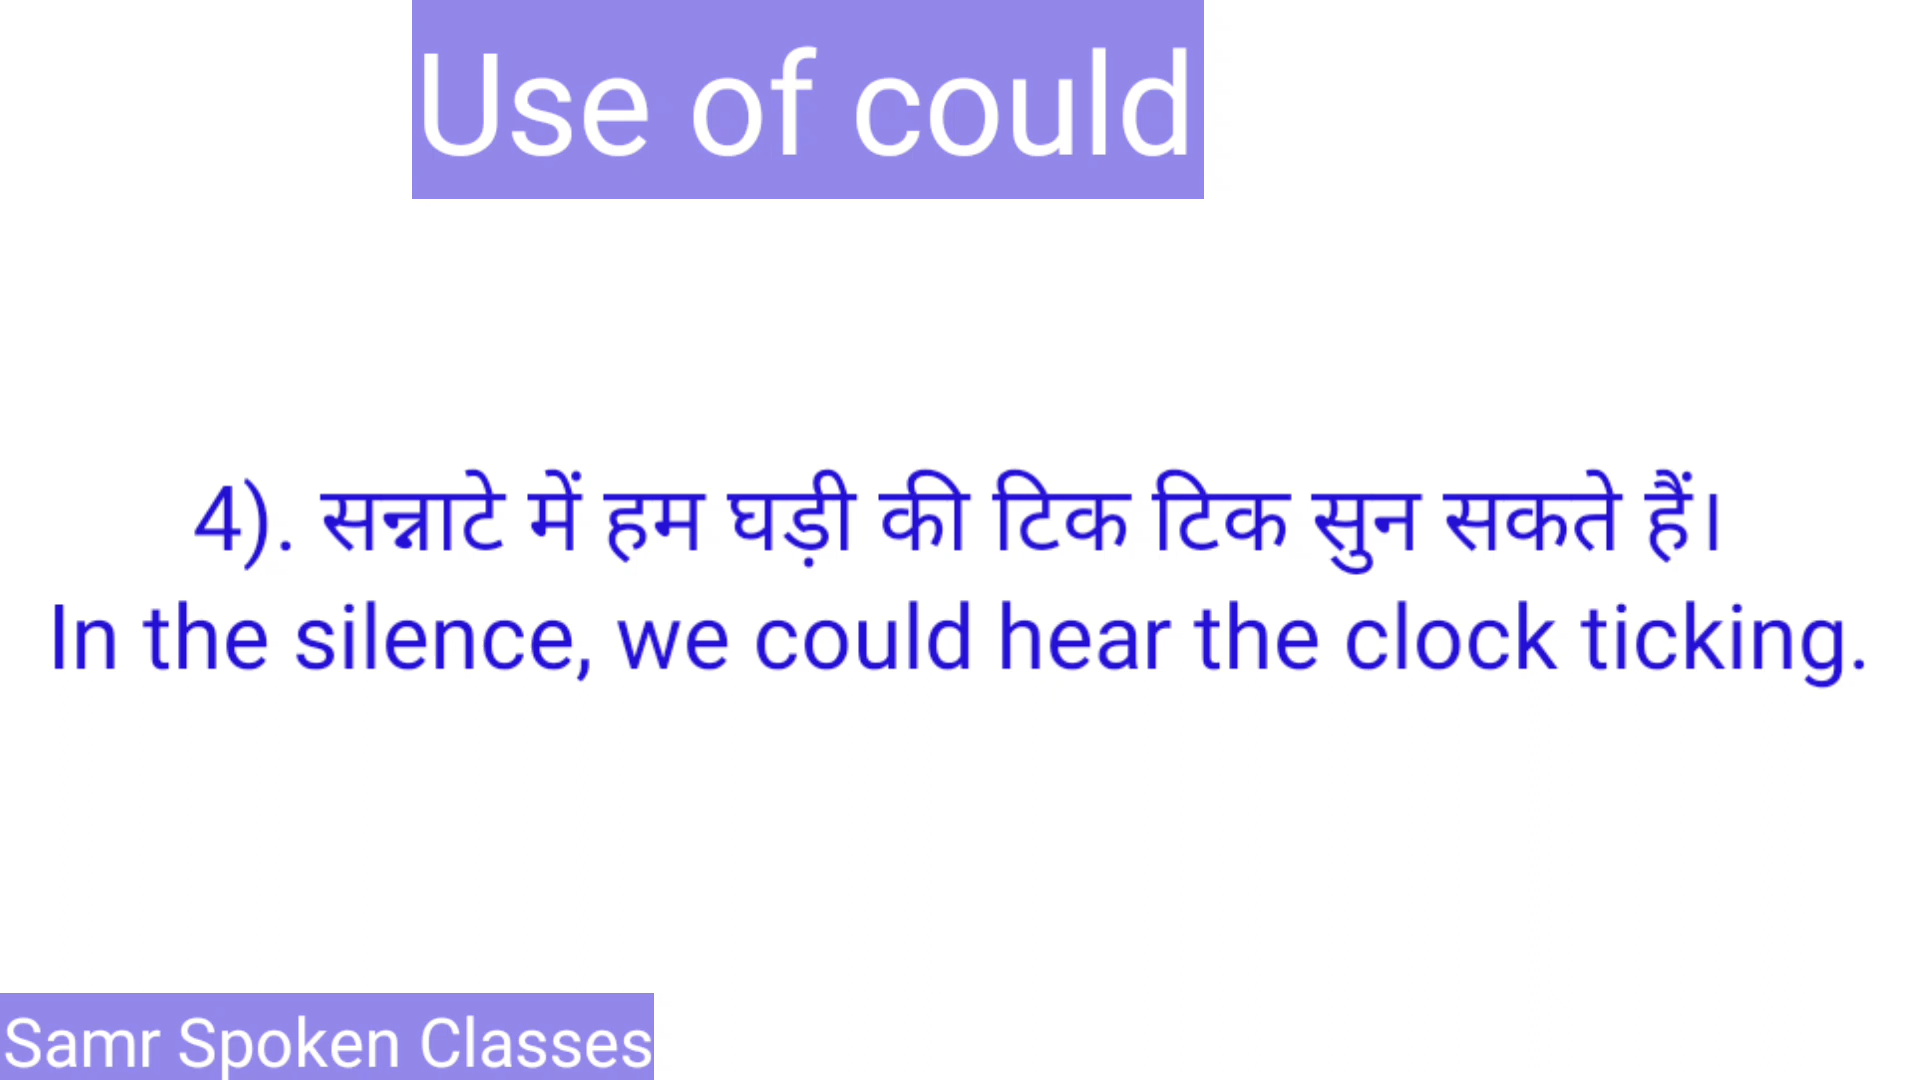 Use of could
4). सन्नाटे में हम घड़ी की टिक टिक सुन सकते हैं।
In the silence, we could hear the clock ticking.
Samr Spoken Classes